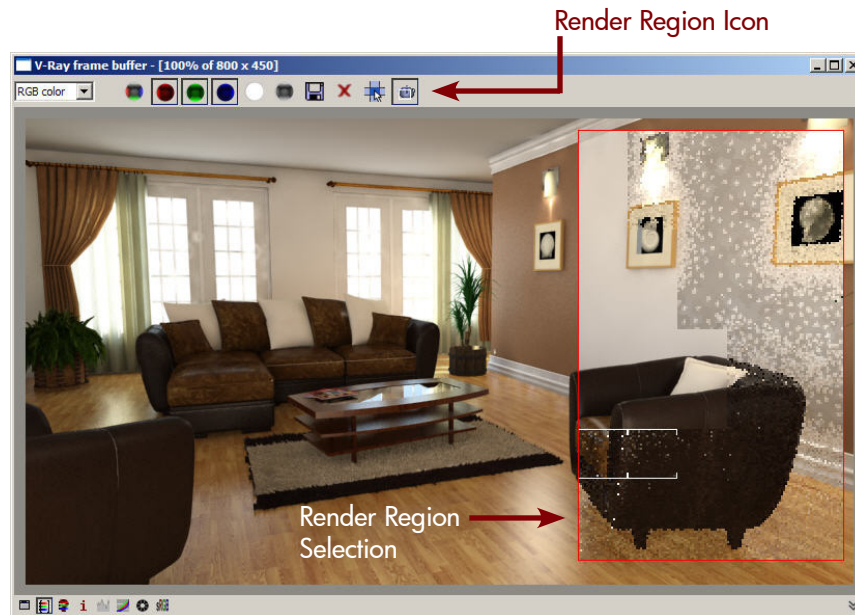 Render Region Icon
V-Ray frame buffer - [100% of 800 x 450]
RGB color
Render Region
Selection